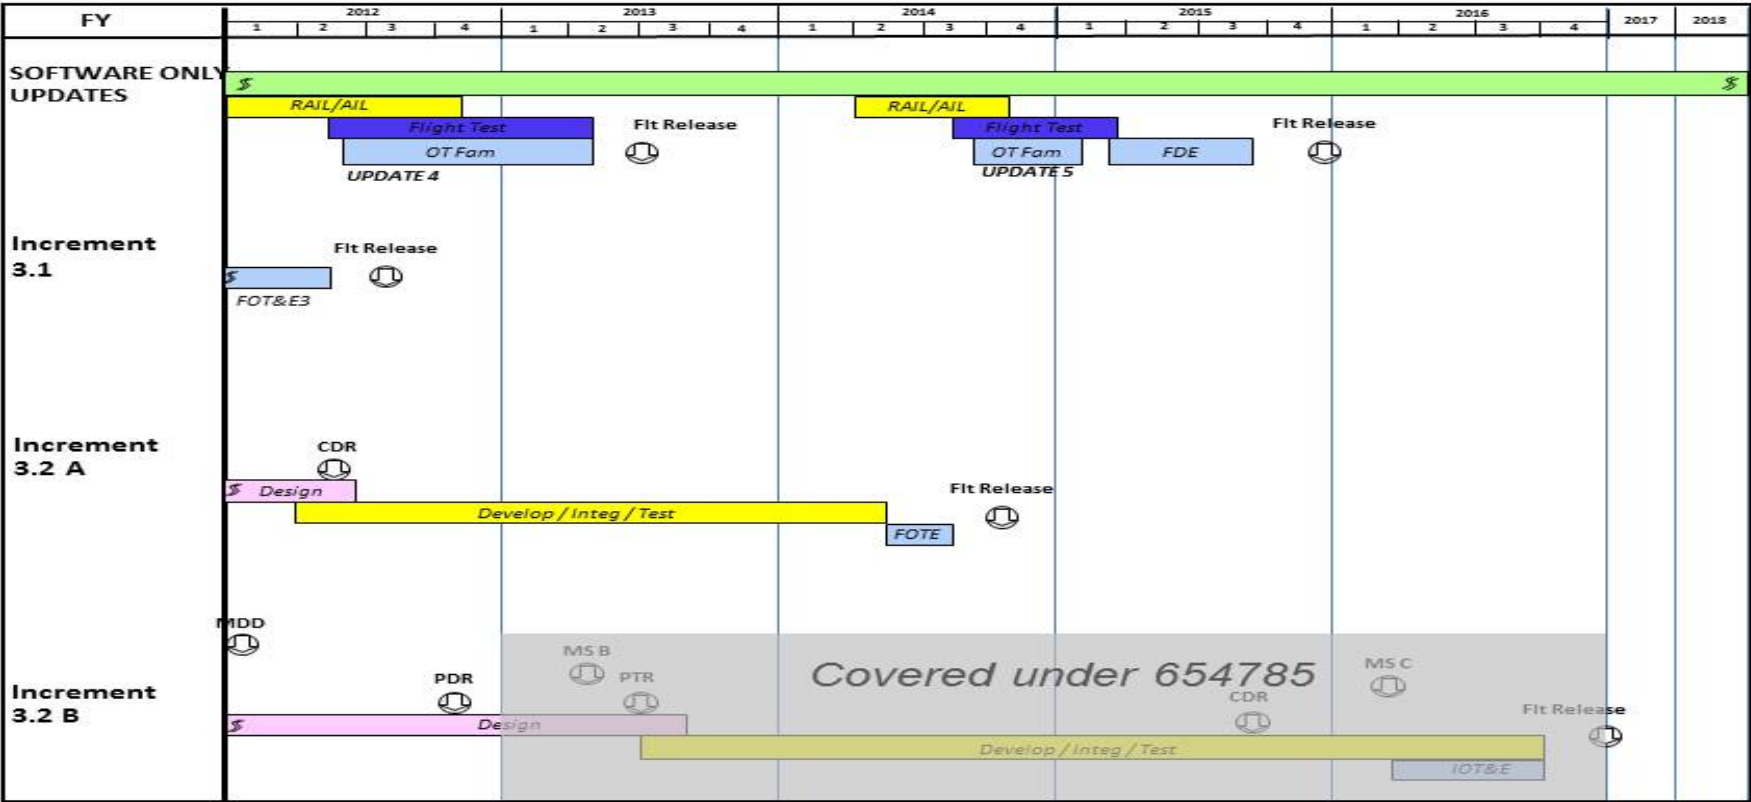 FY
2012 2013 2014 2015 2016 2017 2018
1 2 3 4 1 2 3 4 1 2 3 4 1 2 3 4 1 2 3 4
SOFTWARE ONLY
UPDATES
$ $
RAIL/AIL RAIL/AIL
Flight Test Flt Release Flight Test Flt Release
OT Fam OT Fam FDE
UPDATE 4 UPDATE 5
Increment
3.1
Flt Release
$
FOT&E3
Increment
3.2 A
CDR
$ Design Flt Release
Develop / Integ / Test
FOTE
MDD
MS B Covered under 654785 MS C
Increment
3.2 B
PDR PTR CDR
Flt Release
$ Design
Develop / Integ / Test
IOT&E